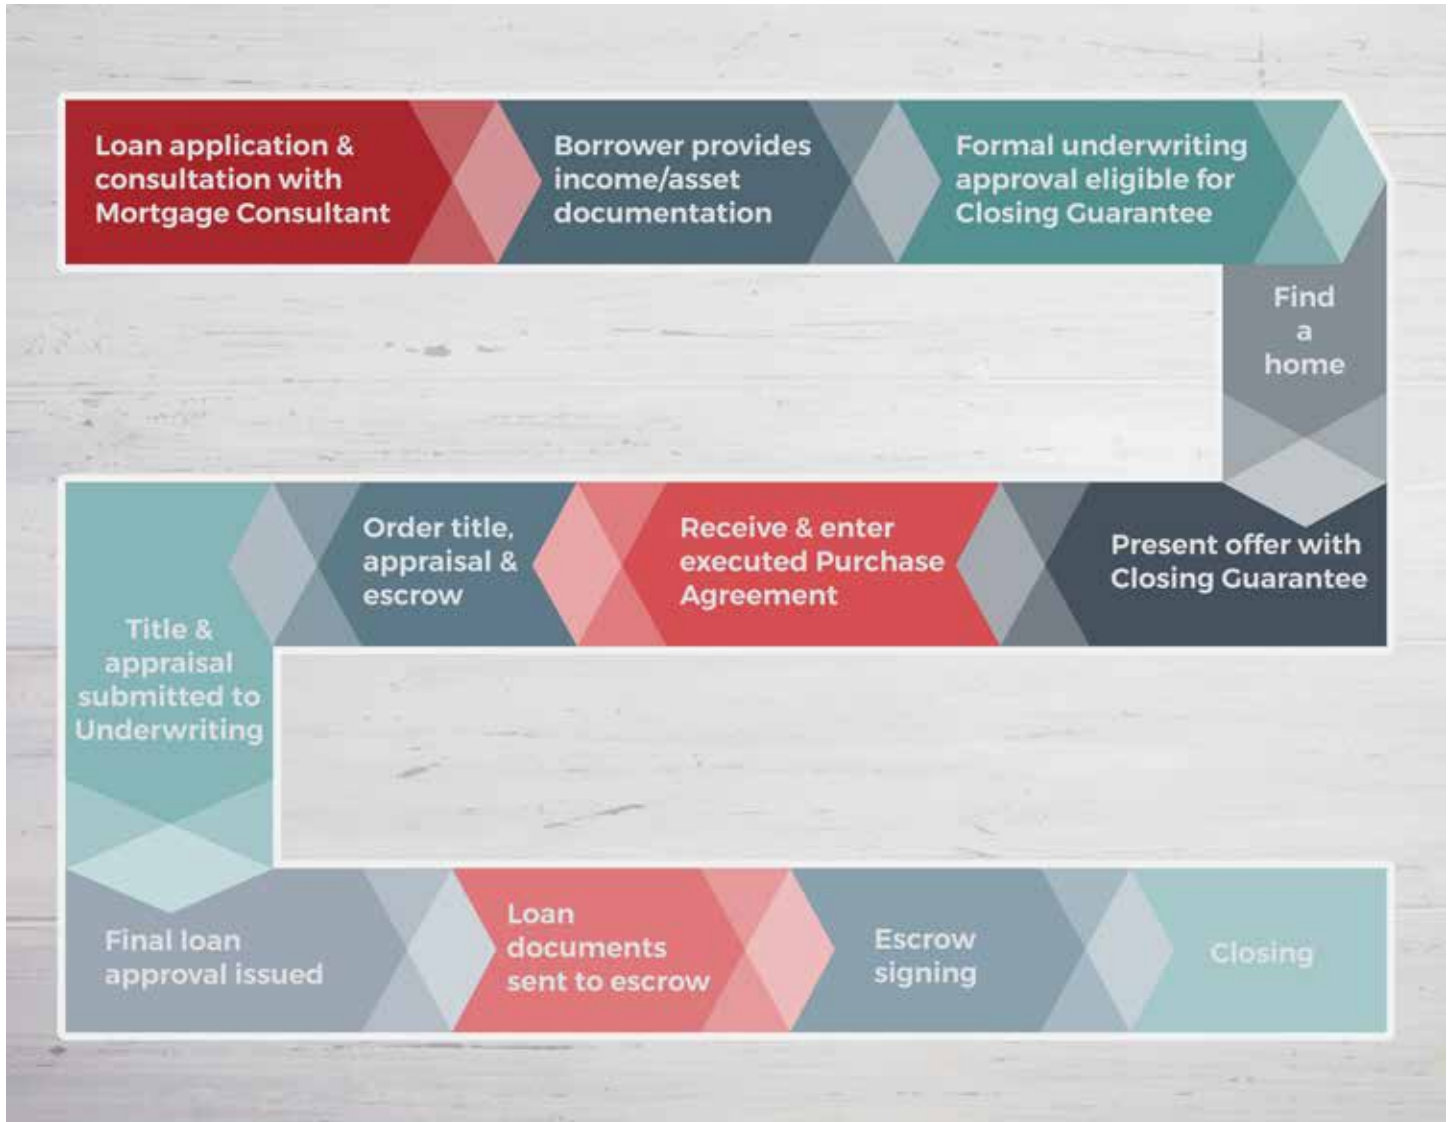 Loan application &
consultation with
Mortgage Consultant
Borrower provides
income/asset
documentation
Formal underwriting
approval eligible for
Closing Guarantee
Find
a
home
Present offer with
Closing Guarantee
Receive & enter
executed Purchase
Agreement
Order title,
appraisal &
escrow
Title &
appraisal
submitted to
Underwriting
Final loan
approval issued
Loan
documents
sent to escrow
Escrow
signing
Closing